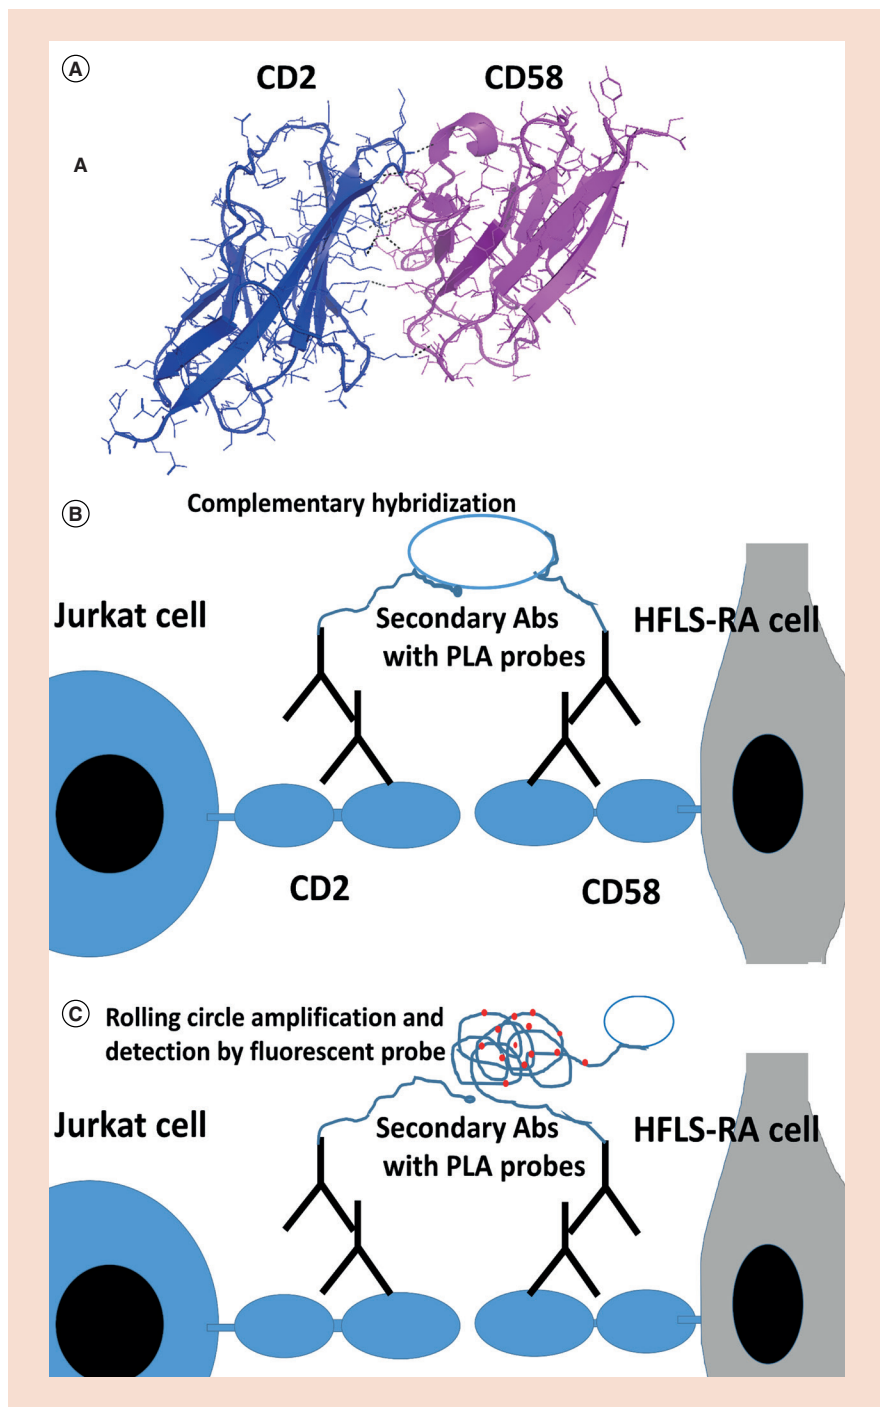 A
CD2
CD58
A
B
Complementary hybridization
Jurkat cell
Secondary Abs
with PLA probes
HFLS-RA cell
CD2
CD58
C
Rolling circle amplification and
detection by fluorescent probe
Jurkat cell
Secondary Abs
with PLA probes
HFLS-RA cell